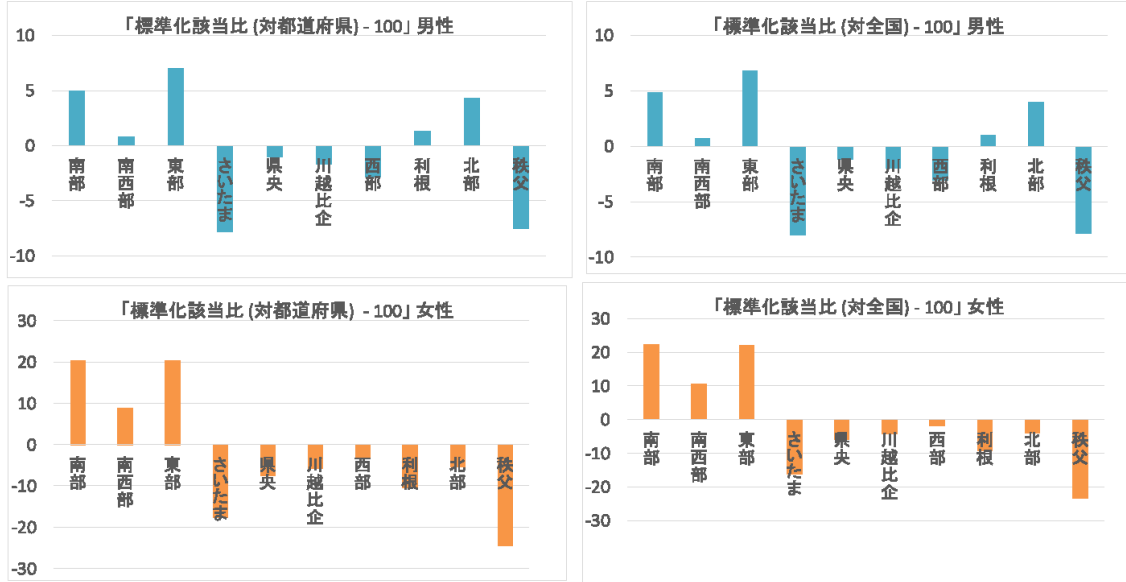 「標準化該当比 (対都道府県) - 100」 男性
10
5
0
-5
-10
南部
南西部
東部
さいたま
県央
川越比企
西部
利根
北部
秩父
「標準化該当比 (対全国) - 100」 男性
10
5
0
-5
-10
南部
南西部
東部
さいたま
県央
川越比企
西部
利根
北部
秩父
「標準化該当比 (対都道府県) - 100」 女性
30
20
10
0
-10
-20
-30
南部
南西部
東部
さいたま
県央
川越比企
西部
利根
北部
秩父
「標準化該当比 (対全国) - 100」 女性
30
20
10
0
-10
-20
-30
南部
南西部
東部
さいたま
県央
川越比企
西部
利根
北部
秩父